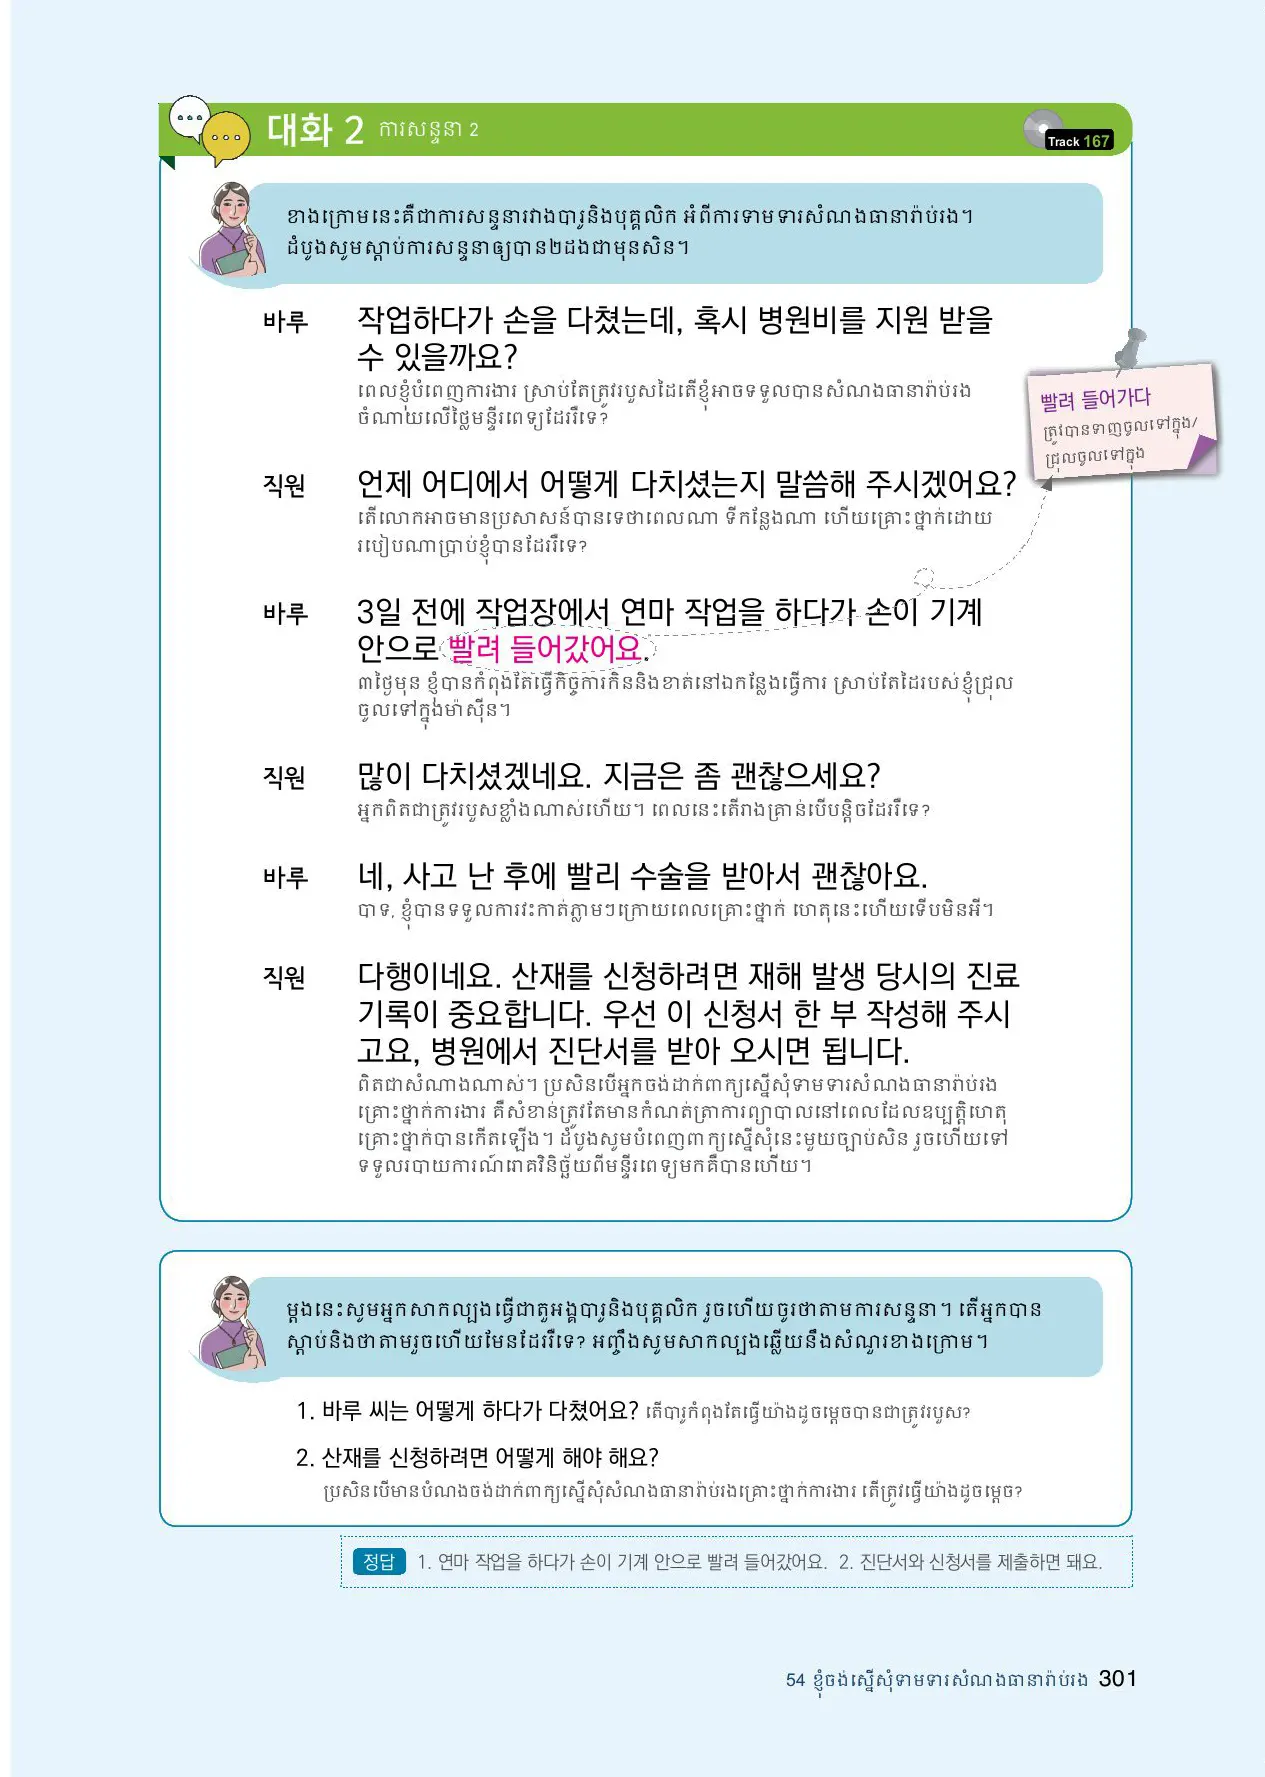 대화 2 ការសន្ទនា 2
Track 167
ខាងក្រោមនេះគឺជាការសន្ទនារវាងបារូនិងបុគ្គលិក អំពីការទាមទារសំណងធានារ៉ាប់រង។
ដំបូងសូមស្តាប់ការសន្ទនាឲ្យបាន២ដងជាមុនសិន។
바루 작업하다가 손을 다쳤는데, 혹시 병원비를 지원 받을
수 있을까요?
ពេលខ្ញុំបំពេញការងារ ស្រាប់តែត្រូវរបួសដៃតើខ្ញុំអាចទទួលបានសំណងធានារ៉ាប់រង
ចំណាយលើថ្លៃមន្ទីរពេទ្យដែររឺទេ?
빨려 들어가다
ត្រូវបានទាញចូលទៅក្នុង/
ជ្រុលចូលទៅក្នុង
직원 언제 어디에서 어떻게 다치셨는지 말씀해 주시겠어요?
តើលោកអាចមានប្រសាសន៍បានទេថាពេលណា ទីកន្លែងណា ហើយគ្រោះថ្នាក់ដោយ
របៀបណាប្រាប់ខ្ញុំបានដែររឺទេ?
바루 3일 전에 작업장에서 연마 작업을 하다가 손이 기계
안으로 빨려 들어갔어요.
៣ថ្ងៃមុន ខ្ញុំបានកំពុងតែធ្វើកិច្ចការកិននិងខាត់នៅឯកន្លែងធ្វើការ ស្រាប់តែដៃរបស់ខ្ញុំជ្រុល
ចូលទៅក្នុងម៉ាស៊ីន។
직원 많이 다치셨겠네요. 지금은 좀 괜찮으세요?
អ្នកពិតជាត្រូវរបួសខ្លាំងណាស់ហើយ។ ពេលនេះតើរាងគ្រាន់បើបន្តិចដែររឺទេ?
바루 네, 사고 난 후에 빨리 수술을 받아서 괜찮아요.
បាទ, ខ្ញុំបានទទួលការវះកាត់ភ្លាមៗក្រោយពេលគ្រោះថ្នាក់ ហេតុនេះហើយទើបមិនអី។
직원 다행이네요. 산재를 신청하려면 재해 발생 당시의 진료
기록이 중요합니다. 우선 이 신청서 한 부 작성해 주시
고요, 병원에서 진단서를 받아 오시면 됩니다.
ពិតជាសំណាងណាស់។ ប្រសិនបើអ្នកចង់ដាក់ពាក្យស្នើសុំទាមទារសំណងធានារ៉ាប់រង
គ្រោះថ្នាក់ការងារ គឺសំខាន់ត្រូវតែមានកំណត់ត្រាការព្យាបាលនៅពេលដែលឧប្បត្តិហេតុ
គ្រោះថ្នាក់បានកើតឡើង។ ដំបូងសូមបំពេញពាក្យស្នើសុំនេះមួយច្បាប់សិន រួចហើយទៅ
ទទួលរបាយការណ៍រោគវិនិច្ឆ័យពីមន្ទីរពេទ្យមកគឺបានហើយ។
ម្តងនេះសូមអ្នកសាកល្បងធ្វើជាតួអង្គបារូនិងបុគ្គលិក រួចហើយចូរថាតាមការសន្ទនា។ តើអ្នកបាន
ស្តាប់និងថាតាមរួចហើយមែនដែររឺទេ? អញ្ចឹងសូមសាកល្បងឆ្លើយនឹងសំណួរខាងក្រោម។
1. 바루 씨는 어떻게 하다가 다쳤어요? តើបារូកំពុងតែធ្វើយ៉ាងដូចម្តេចបានជាត្រូវរបួស?
2. 산재를 신청하려면 어떻게 해야 해요?
ប្រសិនបើមានបំណងចង់ដាក់ពាក្យស្នើសុំសំណងធានារ៉ាប់រងគ្រោះថ្នាក់ការងារ តើត្រូវធ្វើយ៉ាងដូចម្តេច?
정답 1. 연마 작업을 하다가 손이 기계 안으로 빨려 들어갔어요. 2. 진단서와 신청서를 제출하면 돼요.
54 ខ្ញុំចង់ស្នើសុំទាមទារសំណងធានារ៉ាប់រង 301